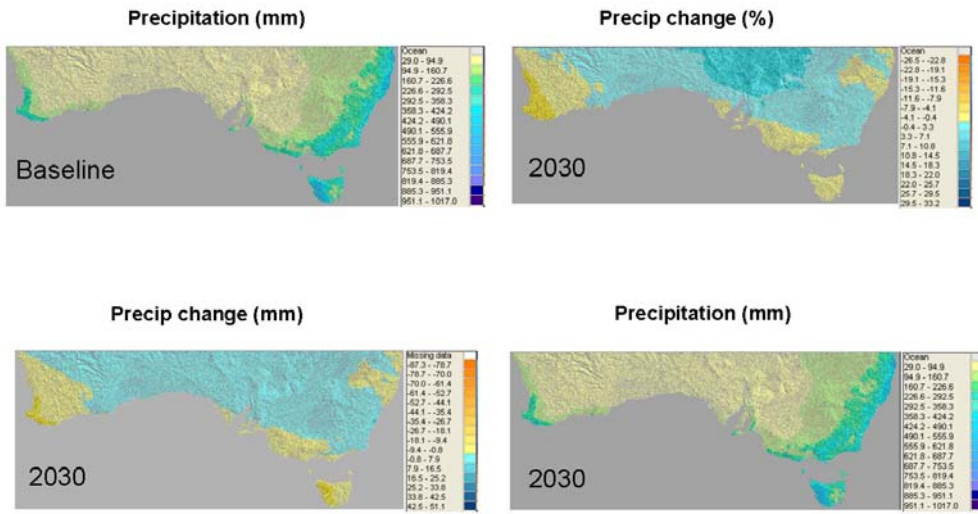 Precipitation (mm)
Baseline
Ocean
29.0 - 94.9
94.9 - 160.7
160.7 - 226.6
226.6 - 292.5
292.5 - 358.3
358.3 - 424.2
424.2 - 490.1
490.1 - 555.9
555.9 - 621.8
621.8 - 687.7
687.7 - 753.5
753.5 - 819.4
819.4 - 885.3
885.3 - 951.1
951.1 - 1017.0
Precip change (%)
2030
Ocean
-26.5 - -22.8
-22.8 - -19.1
-19.1 - -15.3
-15.3 - -11.6
-11.6 - -7.9
-7.9 - -4.1
-4.1 - -0.4
-0.4 - 3.3
3.3 - 7.1
7.1 - 10.8
10.8 - 14.5
14.5 - 18.3
18.3 - 22.0
22.0 - 25.7
25.7 - 29.5
29.5 - 33.2
Precip change (mm)
2030
Missing data
-87.3 - -78.7
-78.7 - -70.0
-70.0 - -61.4
-61.4 - -52.7
-52.7 - -44.1
-44.1 - -35.4
-35.4 - -26.7
-26.7 - -18.1
-18.1 - -9.4
-9.4 - -0.8
-0.8 - 7.9
7.9 - 16.5
16.5 - 25.2
25.2 - 33.8
33.8 - 42.5
42.5 - 51.1
Precipitation (mm)
2030
Ocean
29.0 - 94.9
94.9 - 160.7
160.7 - 226.6
226.6 - 292.5
292.5 - 358.3
358.3 - 424.2
424.2 - 490.1
490.1 - 555.9
555.9 - 621.8
621.8 - 687.7
687.7 - 753.5
753.5 - 819.4
819.4 - 885.3
885.3 - 951.1
951.1 - 1017.0